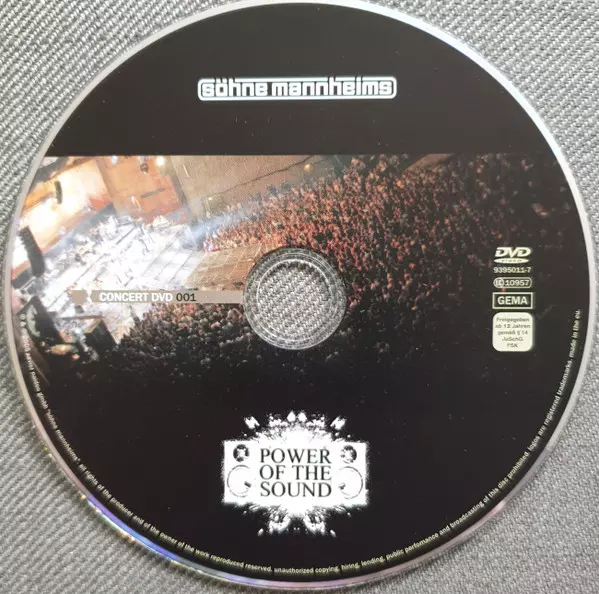 söhne mannheims
DVD
VIDEO
9395011-7
LC 10957
GEMA
Freigegeben
ab 12 Jahren
gemäß § 14
JuSchG
FSK
CONCERT DVD 001
POWER
OF THE
SOUND
all rights of the producer and of the owner of the work reproduced reserved. unauthorized copying, hiring, lending, public performance and broadcasting of this disc prohibited. logos are registered trademarks. made in the eu.